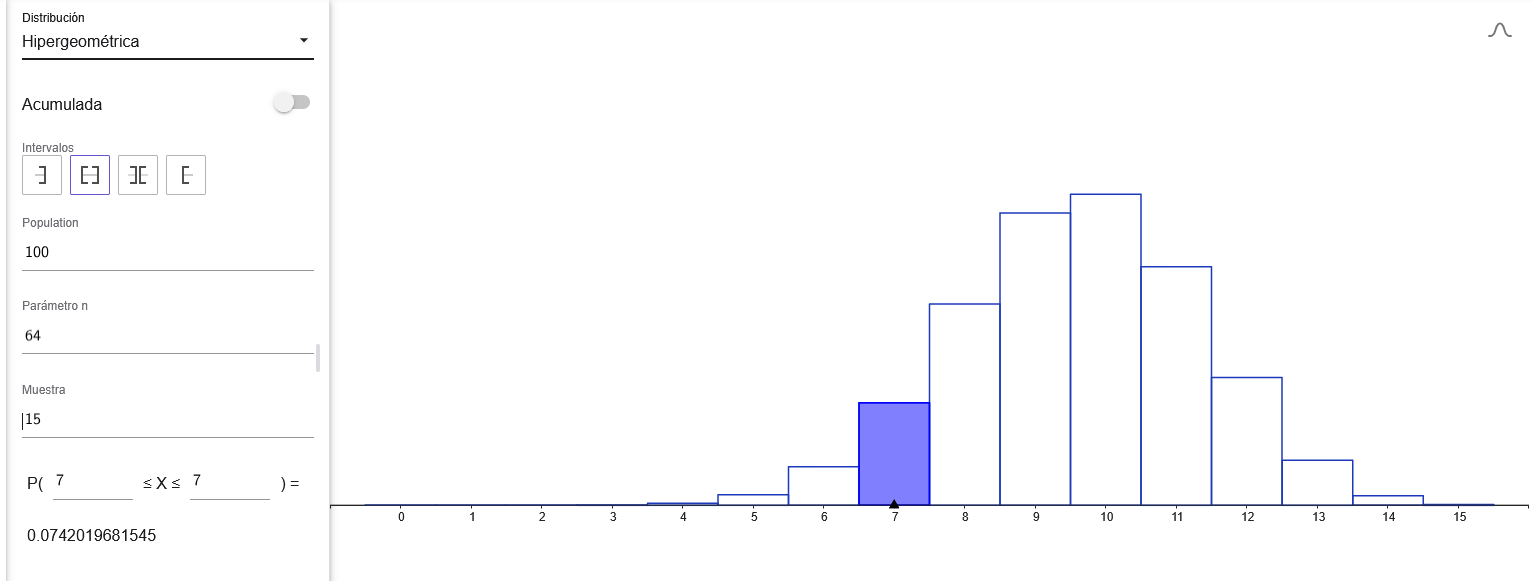 Distribución
Hipergeométrica
Acumulada
Intervalos
Population
100
Parámetro n
64
Muestra
15
P( 7 ≤ X ≤ 7 ) =
0.0742019681545
0 1 2 3 4 5 6 7 8 9 10 11 12 13 14 15